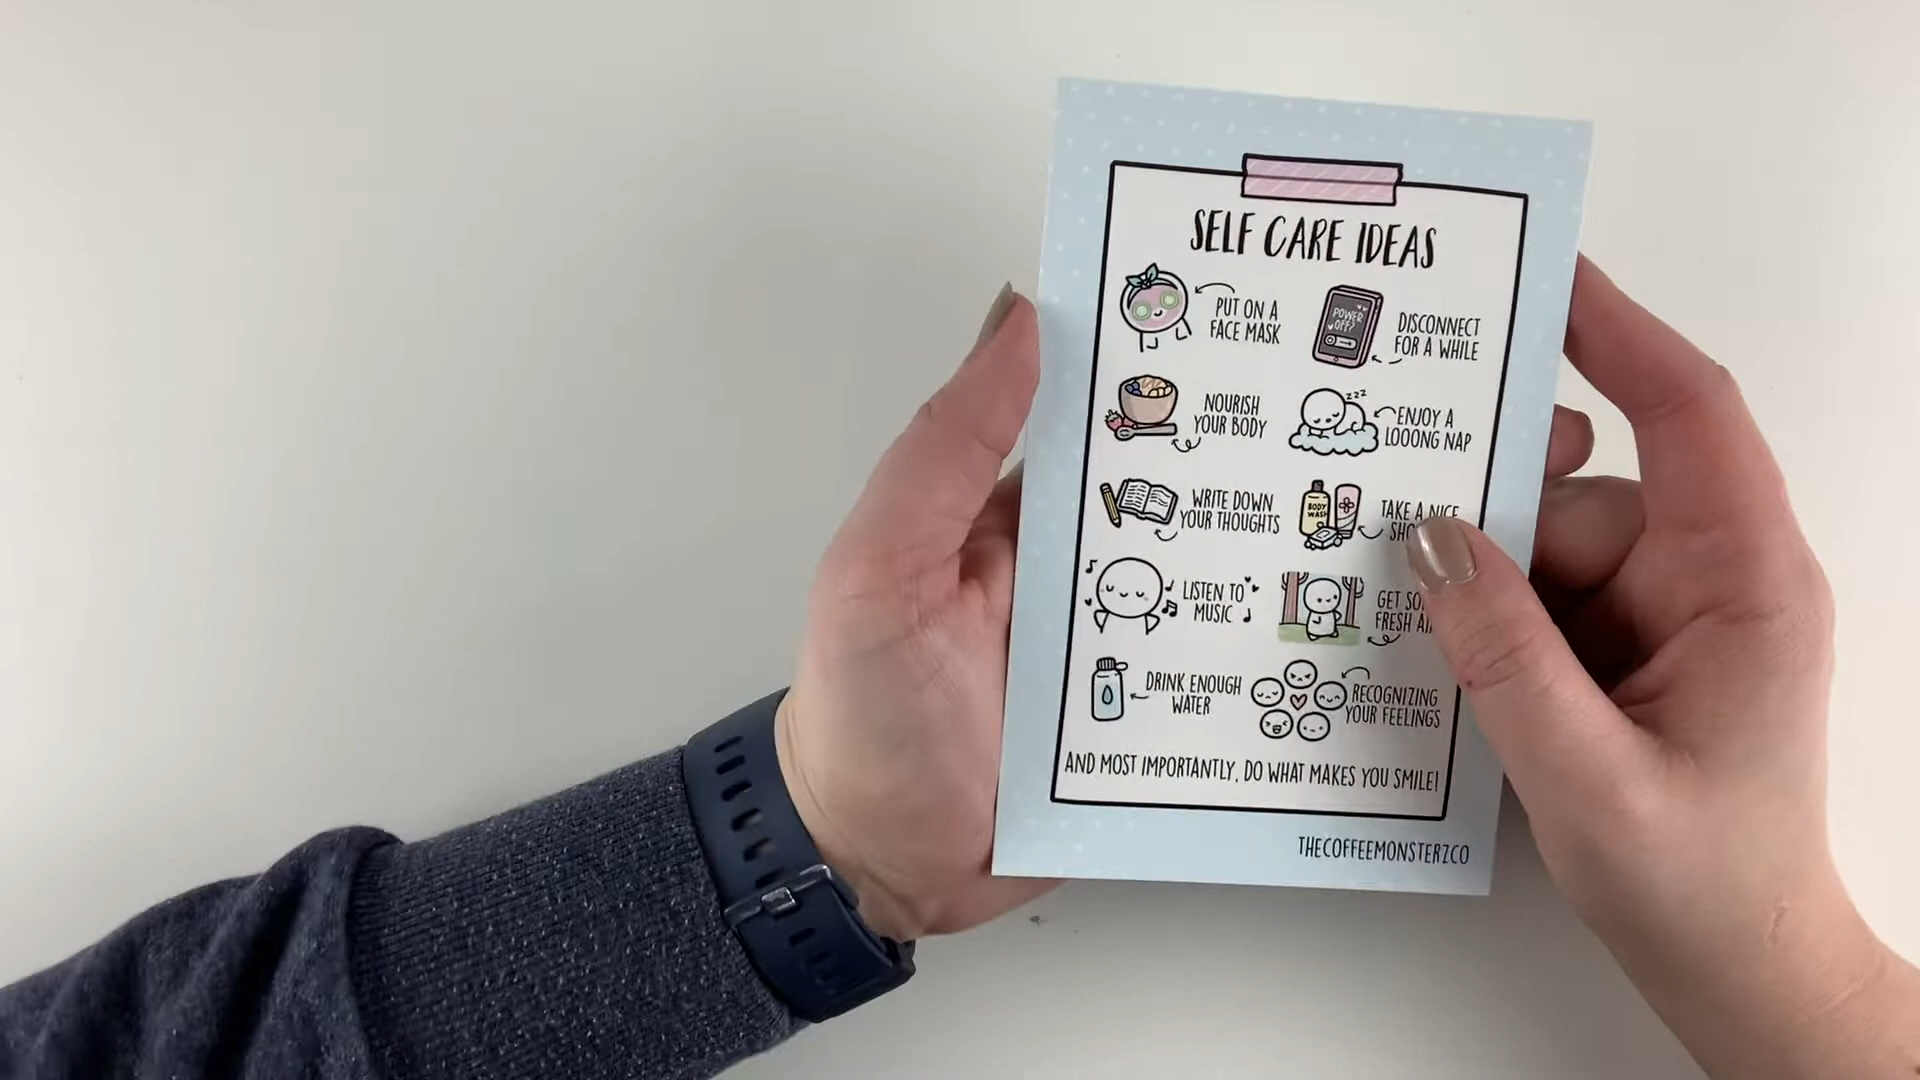 SELF CARE IDEAS
PUT ON A
FACE MASK
POWER
OFF?
DISCONNECT
FOR A WHILE
NOURISH
YOUR BODY
ZZZ
ENJOY A
LOOONG NAP
WRITE DOWN
YOUR THOUGHTS
BODY
TAKE A NICE
LISTEN TO
MUSIC
GET
FRESH
DRINK ENOUGH
WATER
RECOGNIZING
YOUR FEELINGS
AND MOST IMPORTANTLY, DO WHAT MAKES YOU SMILE!
THECOFFEEMONSTERZCO